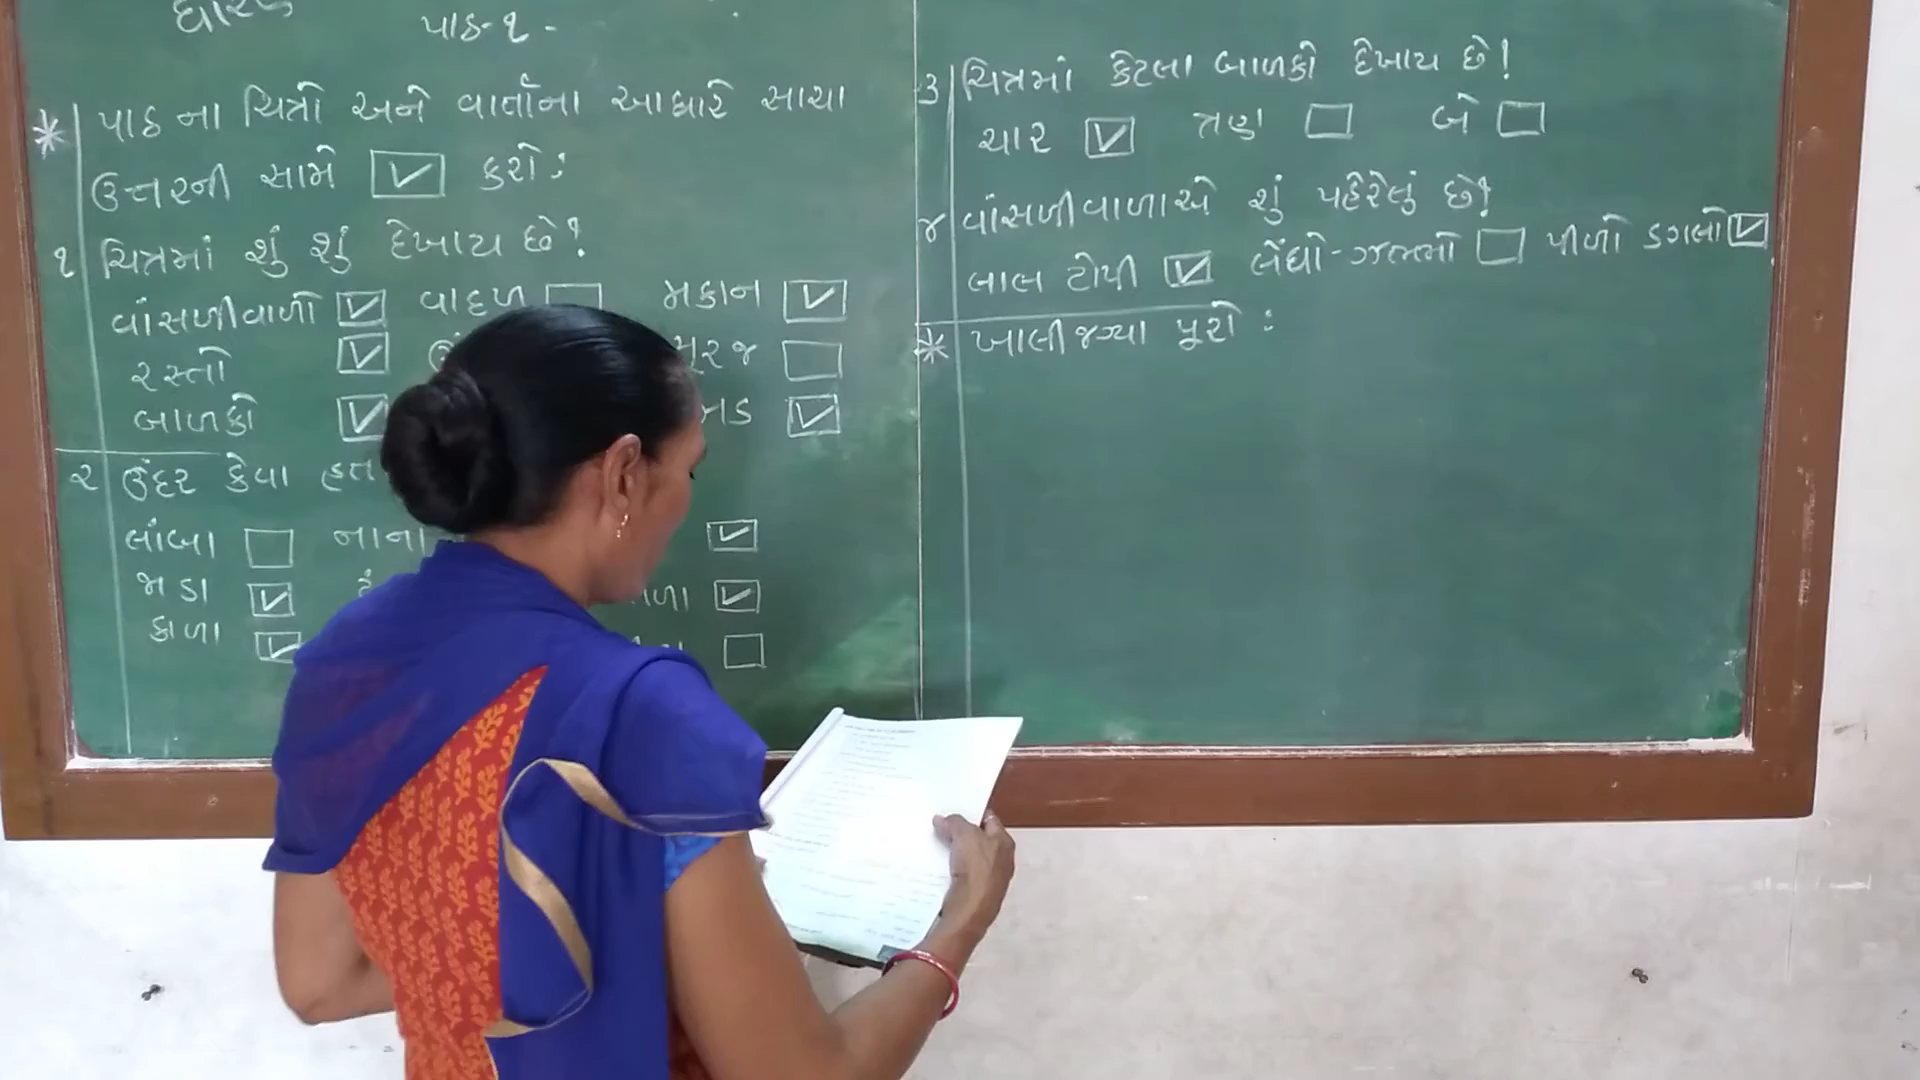 પાઠ-૧ -
* પાઠ ના ચિત્રો અને વાર્તાના આધારે સાચા
ઉત્તરની સામે ☑ કરો :
૧ ચિત્રમાં શું શું દેખાય છે?
વાંસળીવાળો ☑ વાદળ ☐ મકાન ☑
રસ્તો ☑ સૂરજ ☐
બાળકો ☑
૨ ઉંદર કેવા
લાંબા ☐ નાના ☑
જાડા ☑ ☑
કાળા ☑ ☐
૩ ચિત્રમાં કેટલા બાળકો દેખાય છે!
ચાર ☑ ત્રણ ☐ બે ☐
૪ વાંસળીવાળાએ શું પહેરેલું છે?
લાલ ટોપી ☑ લેંઘો-ઝભ્ભો ☐ પીળો ડગલો ☑
* ખાલી જગ્યા પૂરો :